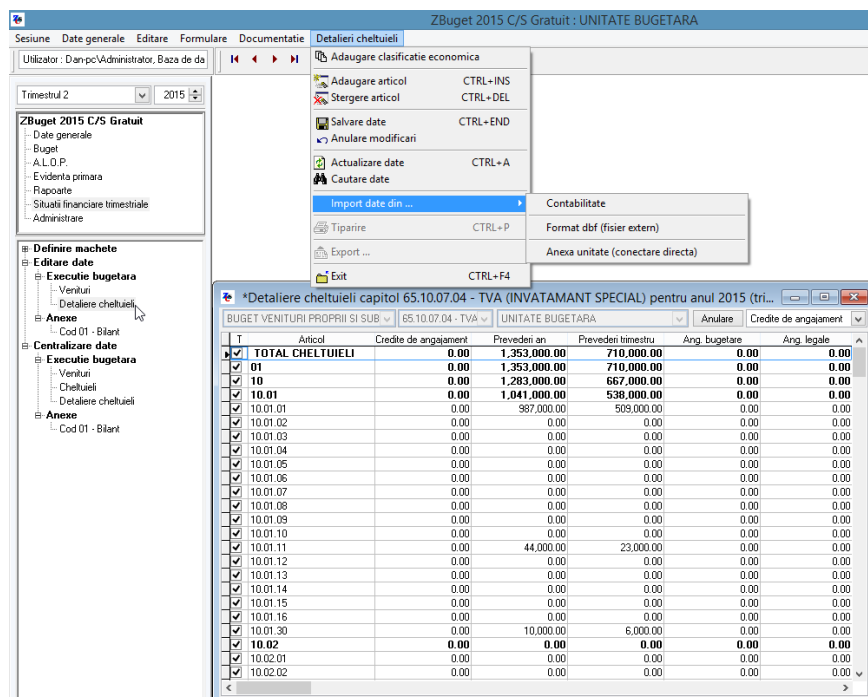 ZBuget 2015 C/S Gratuit : UNITATE BUGETARA
Sesiune Date generale Editare Formulare Documentatie Detalieri cheltuieli
Utilizator : Dan-pc\Administrator, Baza de da
Adaugare clasificatie economica
Adaugare articol CTRL+INS
Stergere articol CTRL+DEL
Salvare date CTRL+END
Anulare modificari
Actualizare date CTRL+A
Cautare date
Import date din ...
Tiparire CTRL+P
Export ...
Exit CTRL+F4
Contabilitate
Format dbf (fisier extern)
Anexa unitate (conectare directa)
Trimestrul 2 2015
ZBuget 2015 C/S Gratuit
Date generale
Buget
A.L.O.P.
Evidenta primara
Rapoarte
Situatii financiare trimestriale
Administrare
Definire machete
Editare date
Executie bugetara
Venituri
Detaliere cheltuieli
Anexe
Cod 01 - Bilant
Centralizare date
Executie bugetara
Venituri
Cheltuieli
Detaliere cheltuieli
Anexe
Cod 01 - Bilant
*Detaliere cheltuieli capitol 65.10.07.04 - TVA (INVATAMANT SPECIAL) pentru anul 2015 (tri...
BUGET VENITURI PROPRII SI SUB 65.10.07.04 - TVA UNITATE BUGETARA Anulare Credite de angajament
T Articol Credite de angajament Prevederi an Prevederi trimestru Ang. bugetare Ang. legale
TOTAL CHELTUIELI 0.00 1,353,000.00 710,000.00 0.00 0.00
01 0.00 1,353,000.00 710,000.00 0.00 0.00
10 0.00 1,283,000.00 667,000.00 0.00 0.00
10.01 0.00 1,041,000.00 538,000.00 0.00 0.00
10.01.01 0.00 987,000.00 509,000.00 0.00 0.00
10.01.02 0.00 0.00 0.00 0.00 0.00
10.01.03 0.00 0.00 0.00 0.00 0.00
10.01.04 0.00 0.00 0.00 0.00 0.00
10.01.05 0.00 0.00 0.00 0.00 0.00
10.01.06 0.00 0.00 0.00 0.00 0.00
10.01.07 0.00 0.00 0.00 0.00 0.00
10.01.08 0.00 0.00 0.00 0.00 0.00
10.01.09 0.00 0.00 0.00 0.00 0.00
10.01.10 0.00 0.00 0.00 0.00 0.00
10.01.11 0.00 44,000.00 23,000.00 0.00 0.00
10.01.12 0.00 0.00 0.00 0.00 0.00
10.01.13 0.00 0.00 0.00 0.00 0.00
10.01.14 0.00 0.00 0.00 0.00 0.00
10.01.15 0.00 0.00 0.00 0.00 0.00
10.01.16 0.00 0.00 0.00 0.00 0.00
10.01.30 0.00 10,000.00 6,000.00 0.00 0.00
10.02 0.00 0.00 0.00 0.00 0.00
10.02.01 0.00 0.00 0.00 0.00 0.00
10.02.02 0.00 0.00 0.00 0.00 0.00